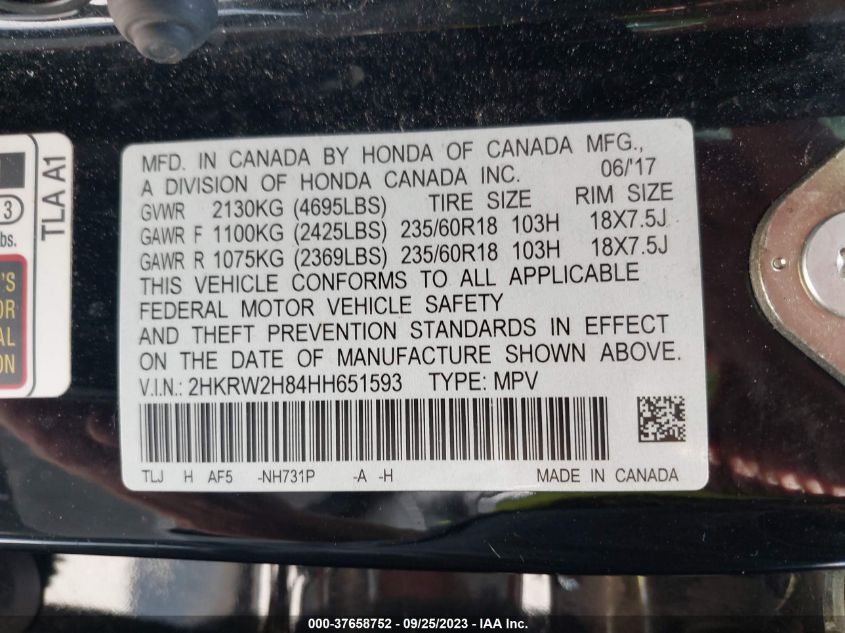 MFD. IN CANADA BY HONDA OF CANADA MFG.,
A DIVISION OF HONDA CANADA INC. 06/'17
GVWR 2130KG (4695LBS) TIRE SIZE RIM SIZE
GAWR F 1100KG (2425LBS) 235/60R18 103H 18X7.5J
GAWR R 1075KG (2369LBS) 235/60R18 103H 18X7.5J
THIS VEHICLE CONFORMS TO ALL APPLICABLE
FEDERAL MOTOR VEHICLE SAFETY
AND THEFT PREVENTION STANDARDS IN EFFECT
ON THE DATE OF MANUFACTURE SHOWN ABOVE.
V.I.N.: 2HKRW2H84HH651593 TYPE: MPV
TLJ H AF5 -NH731P -A -H MADE IN CANADA
TLA A1
3
lbs.
000-37658752 - 09/25/2023 - IAA Inc.